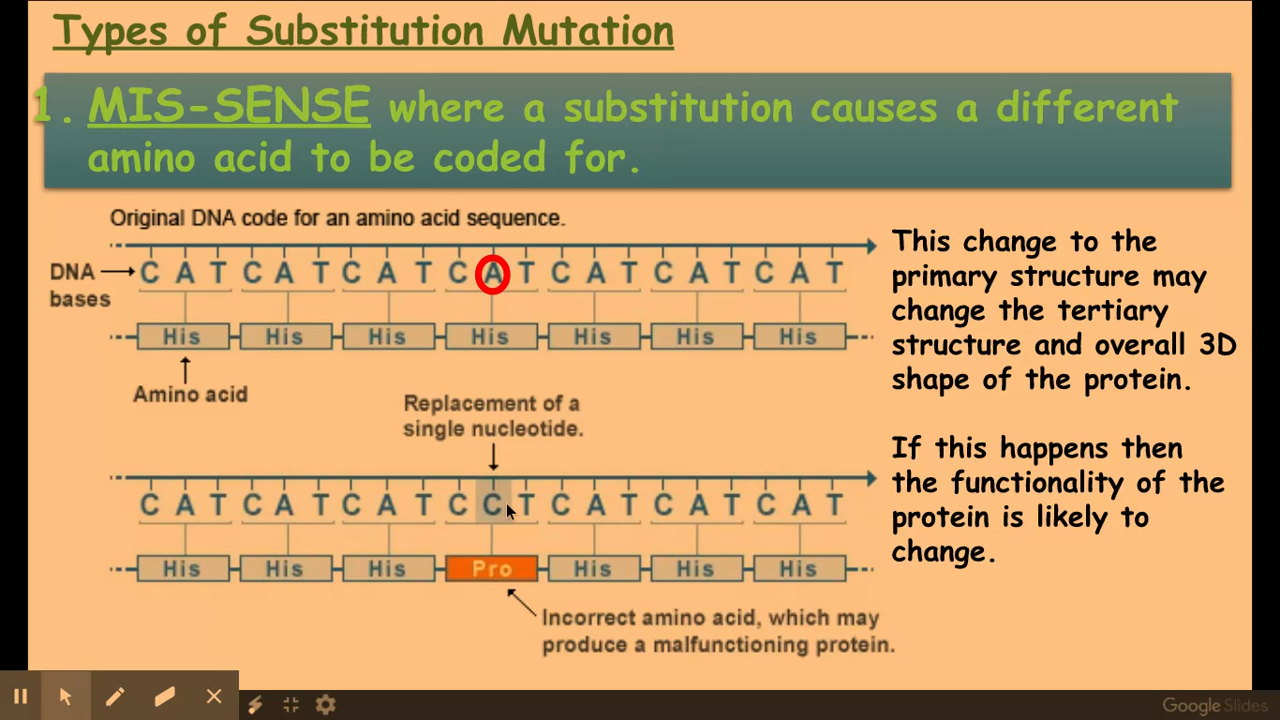 Types of Substitution Mutation
1. MIS-SENSE where a substitution causes a different
amino acid to be coded for.
Original DNA code for an amino acid sequence.
DNA
bases
C A T C A T C A T C A T C A T C A T C A T
His His His His His His His
Amino acid
Replacement of a
single nucleotide.
C A T C A T C A T C C T C A T C A T C A T
His His His Pro His His His
Incorrect amino acid, which may
produce a malfunctioning protein.
This change to the
primary structure may
change the tertiary
structure and overall 3D
shape of the protein.
If this happens then
the functionality of the
protein is likely to
change.
Google Slides